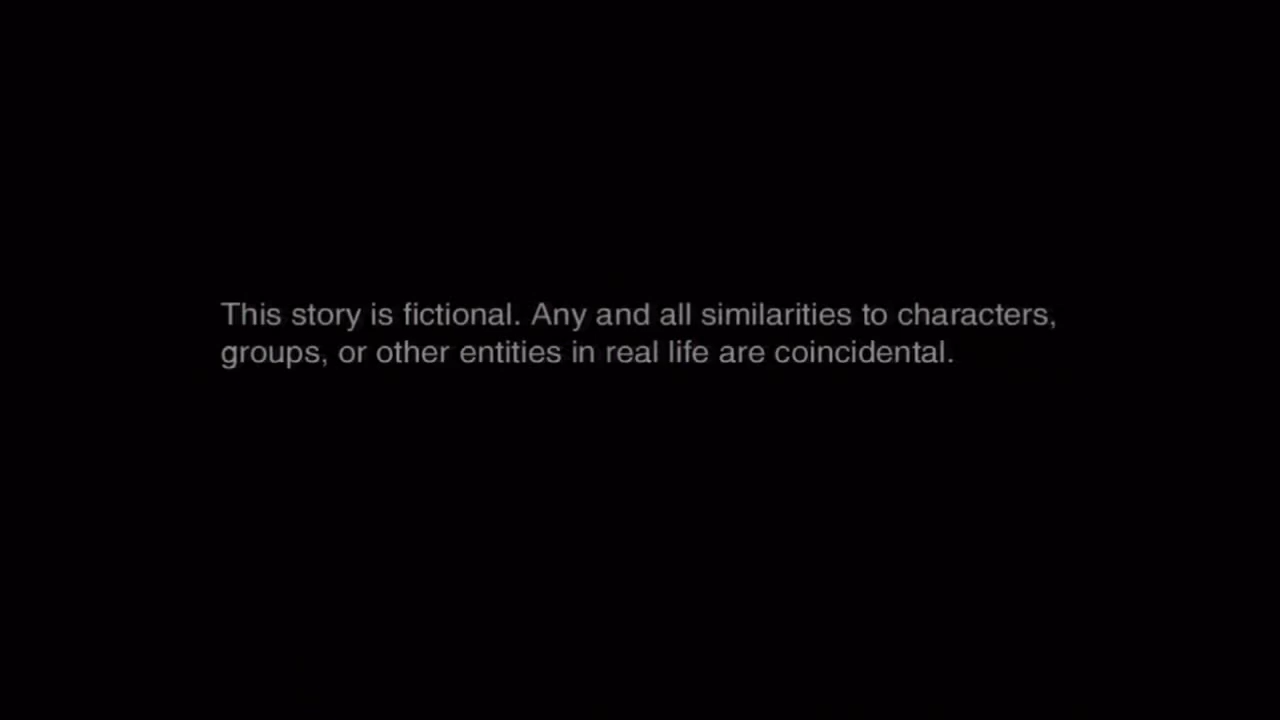 This story is fictional. Any and all similarities to characters,
groups, or other entities in real life are coincidental.